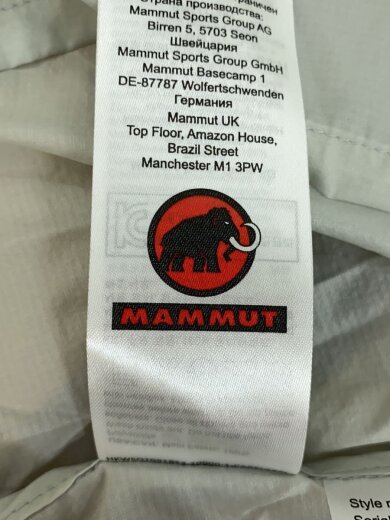 Страна производства:
Mammut Sports Group AG
Birren 5, 5703 Seon
Швейцария
Mammut Sports Group GmbH
Mammut Basecamp 1
DE-87787 Wolfertschwenden
Германия
Mammut UK
Top Floor, Amazon House,
Brazil Street
Manchester M1 3PW
MAMMUT
Style